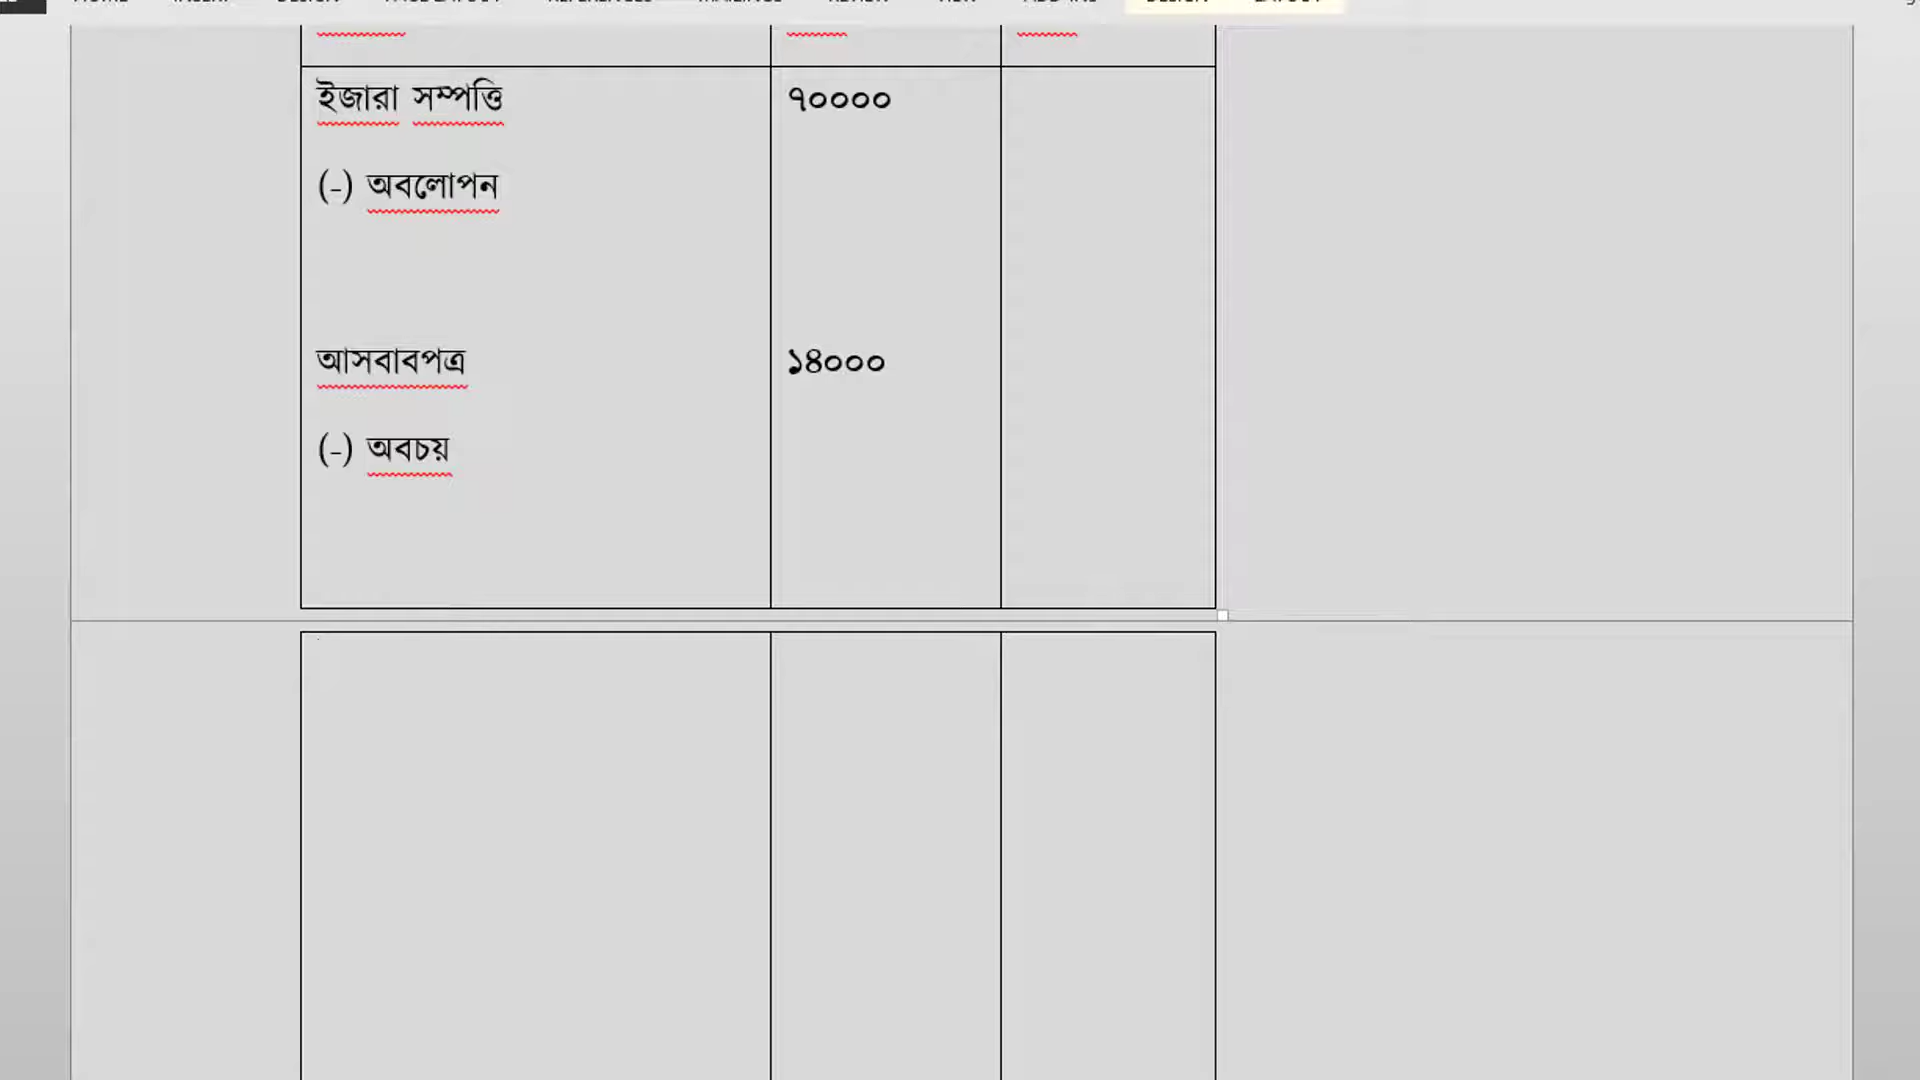 ইজারা সম্পত্তি ৭০০০০
(-) অবলোপন
আসবাবপত্র ১৪০০০
(-) অবচয়